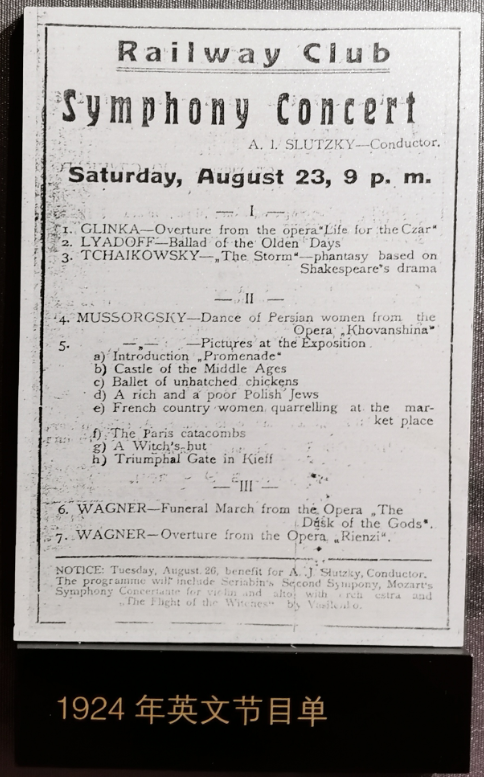 Railway Club
Symphony Concert
A. I. SLUTZKY—Conductor.
Saturday, August 23, 9 p. m.
— I —
1. GLINKA—Overture from the opera "Life for the Czar"
2. LYADOFF—Ballad of the Olden Days
3. TCHAIKOWSKY—„The Storm"—phantasy based on
Shakespeare's drama
— II —
4. MUSSORGSKY—Dance of Persian women from the
Opera „Khovanshina"
5. —„— —Pictures at the Exposition
a) Introduction „Promenade"
b) Castle of the Middle Ages
c) Ballet of unhatched chickens
d) A rich and a poor Polish Jews
e) French country women quarrelling at the mar-
ket place
f) The Paris catacombs
g) A Witch's hut
h) Triumphal Gate in Kieff
— III —
6. WAGNER—Funeral March from the Opera „The
Dusk of the Gods".
7. WAGNER—Overture from the Opera „Rienzi".
NOTICE: Tuesday, August 26, benefit for A. J. Slutzky, Conductor.
The programme will include Scriabin's Second Sympony, Mozart's
Symphony Concertante for violin and alto with orch estra and
„The Flight of the Witches" by
1924 年英文节目单